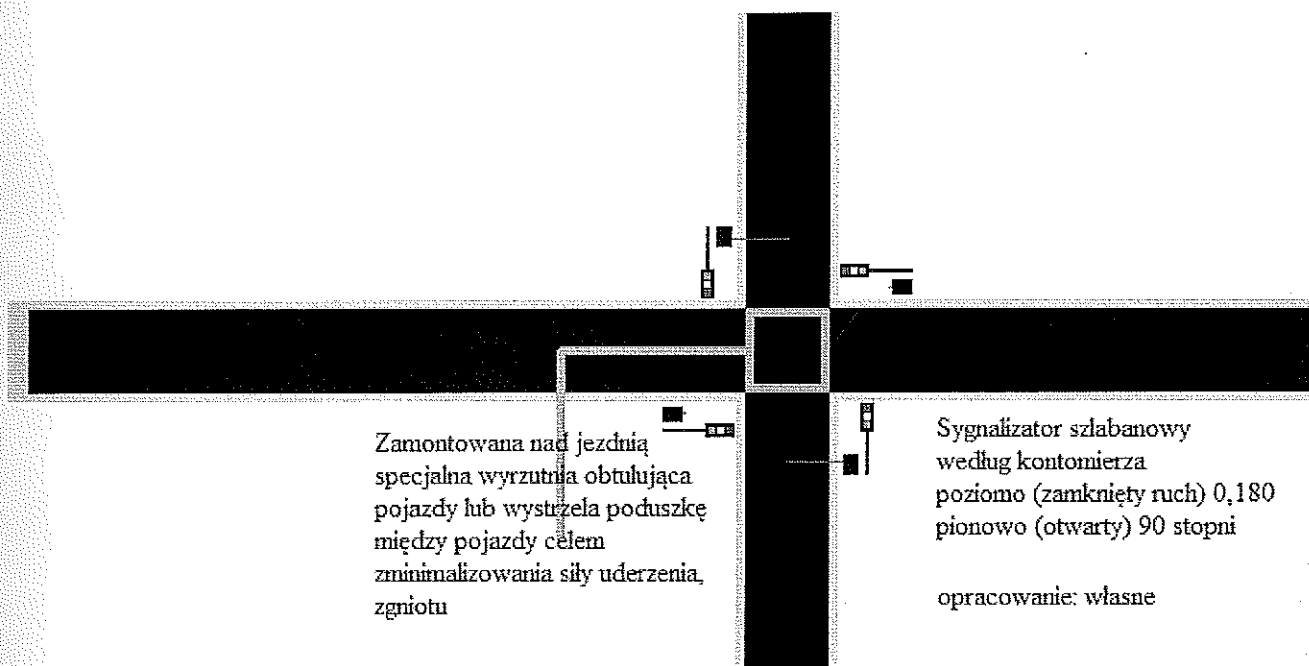 Zamontowana nad jezdnią
specjalna wyrzutnia obtulująca
pojazdy lub wystrzela poduszkę
między pojazdy celem
zminimalizowania siły uderzenia,
zgniotu
Sygnalizator szlabanowy
według kontomierza
poziomo (zamknięty ruch) 0,180
pionowo (otwarty) 90 stopni
opracowanie: własne